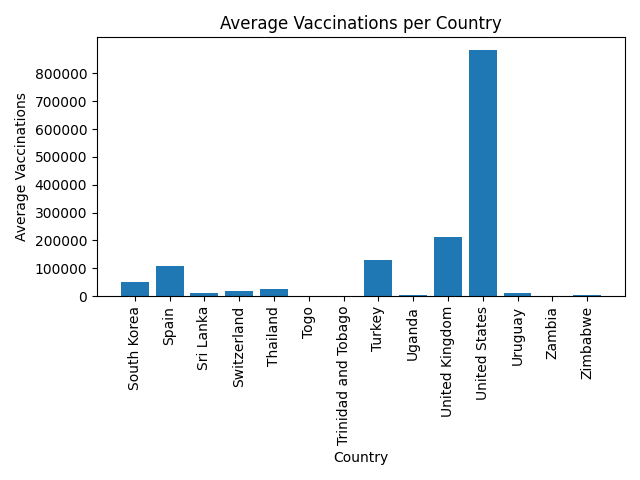 Average Vaccinations per Country
Average Vaccinations
800000
700000
600000
500000
400000
300000
200000
100000
0
South Korea
Spain
Sri Lanka
Switzerland
Thailand
Togo
Trinidad and Tobago
Turkey
Uganda
United Kingdom
United States
Uruguay
Zambia
Zimbabwe
Country